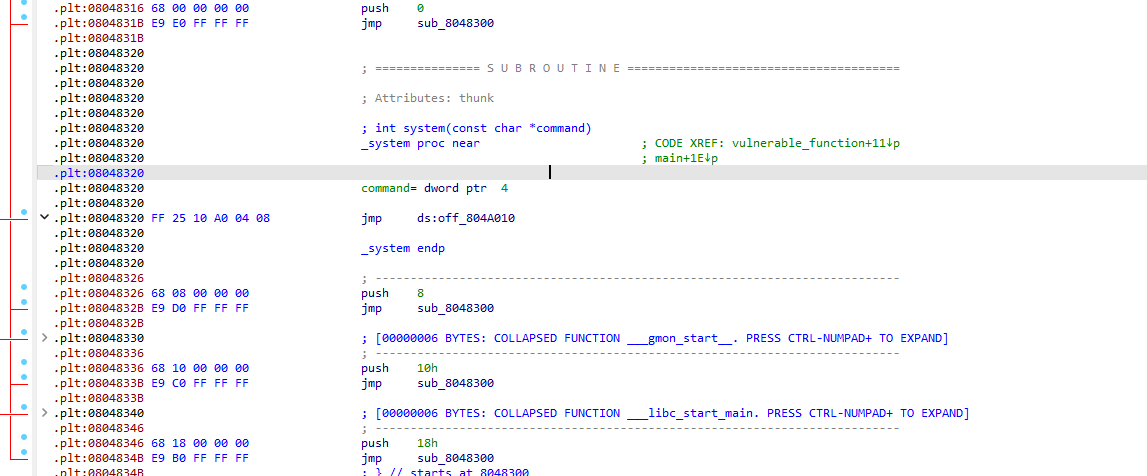 .plt:08048316 68 00 00 00 00 push 0
.plt:0804831B E9 E0 FF FF FF jmp sub_8048300
.plt:0804831B
.plt:08048320
.plt:08048320 ; =============== S U B R O U T I N E =======================================
.plt:08048320
.plt:08048320 ; Attributes: thunk
.plt:08048320
.plt:08048320 ; int system(const char *command)
.plt:08048320 _system proc near ; CODE XREF: vulnerable_function+11↓p
.plt:08048320 ; main+1E↓p
.plt:08048320
.plt:08048320 command= dword ptr 4
.plt:08048320
.plt:08048320 FF 25 10 A0 04 08 jmp ds:off_804A010
.plt:08048320
.plt:08048320 _system endp
.plt:08048320
.plt:08048326 ; ---------------------------------------------------------------------------
.plt:08048326 68 08 00 00 00 push 8
.plt:0804832B E9 D0 FF FF FF jmp sub_8048300
.plt:0804832B
.plt:08048330 ; [00000006 BYTES: COLLAPSED FUNCTION ___gmon_start__. PRESS CTRL-NUMPAD+ TO EXPAND]
.plt:08048336 ; ---------------------------------------------------------------------------
.plt:08048336 68 10 00 00 00 push 10h
.plt:0804833B E9 C0 FF FF FF jmp sub_8048300
.plt:0804833B
.plt:08048340 ; [00000006 BYTES: COLLAPSED FUNCTION ___libc_start_main. PRESS CTRL-NUMPAD+ TO EXPAND]
.plt:08048346 ; ---------------------------------------------------------------------------
.plt:08048346 68 18 00 00 00 push 18h
.plt:0804834B E9 B0 FF FF FF jmp sub_8048300
.plt:0804834B ; } // starts at 8048300